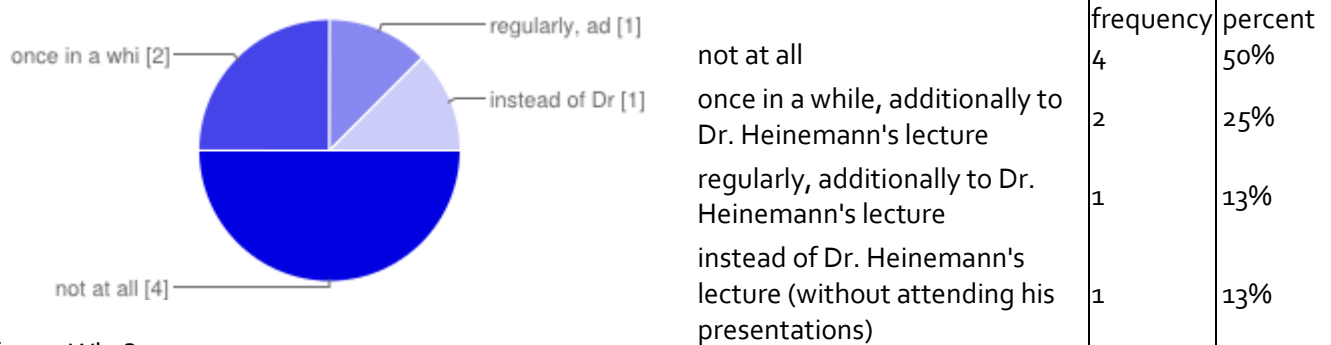 regularly, ad [1]
once in a whi [2]
instead of Dr [1]
not at all [4]
frequency percent
not at all 4 50%
once in a while, additionally to
Dr. Heinemann's lecture 2 25%
regularly, additionally to Dr.
Heinemann's lecture 1 13%
instead of Dr. Heinemann's
lecture (without attending his 1 13%
presentations)